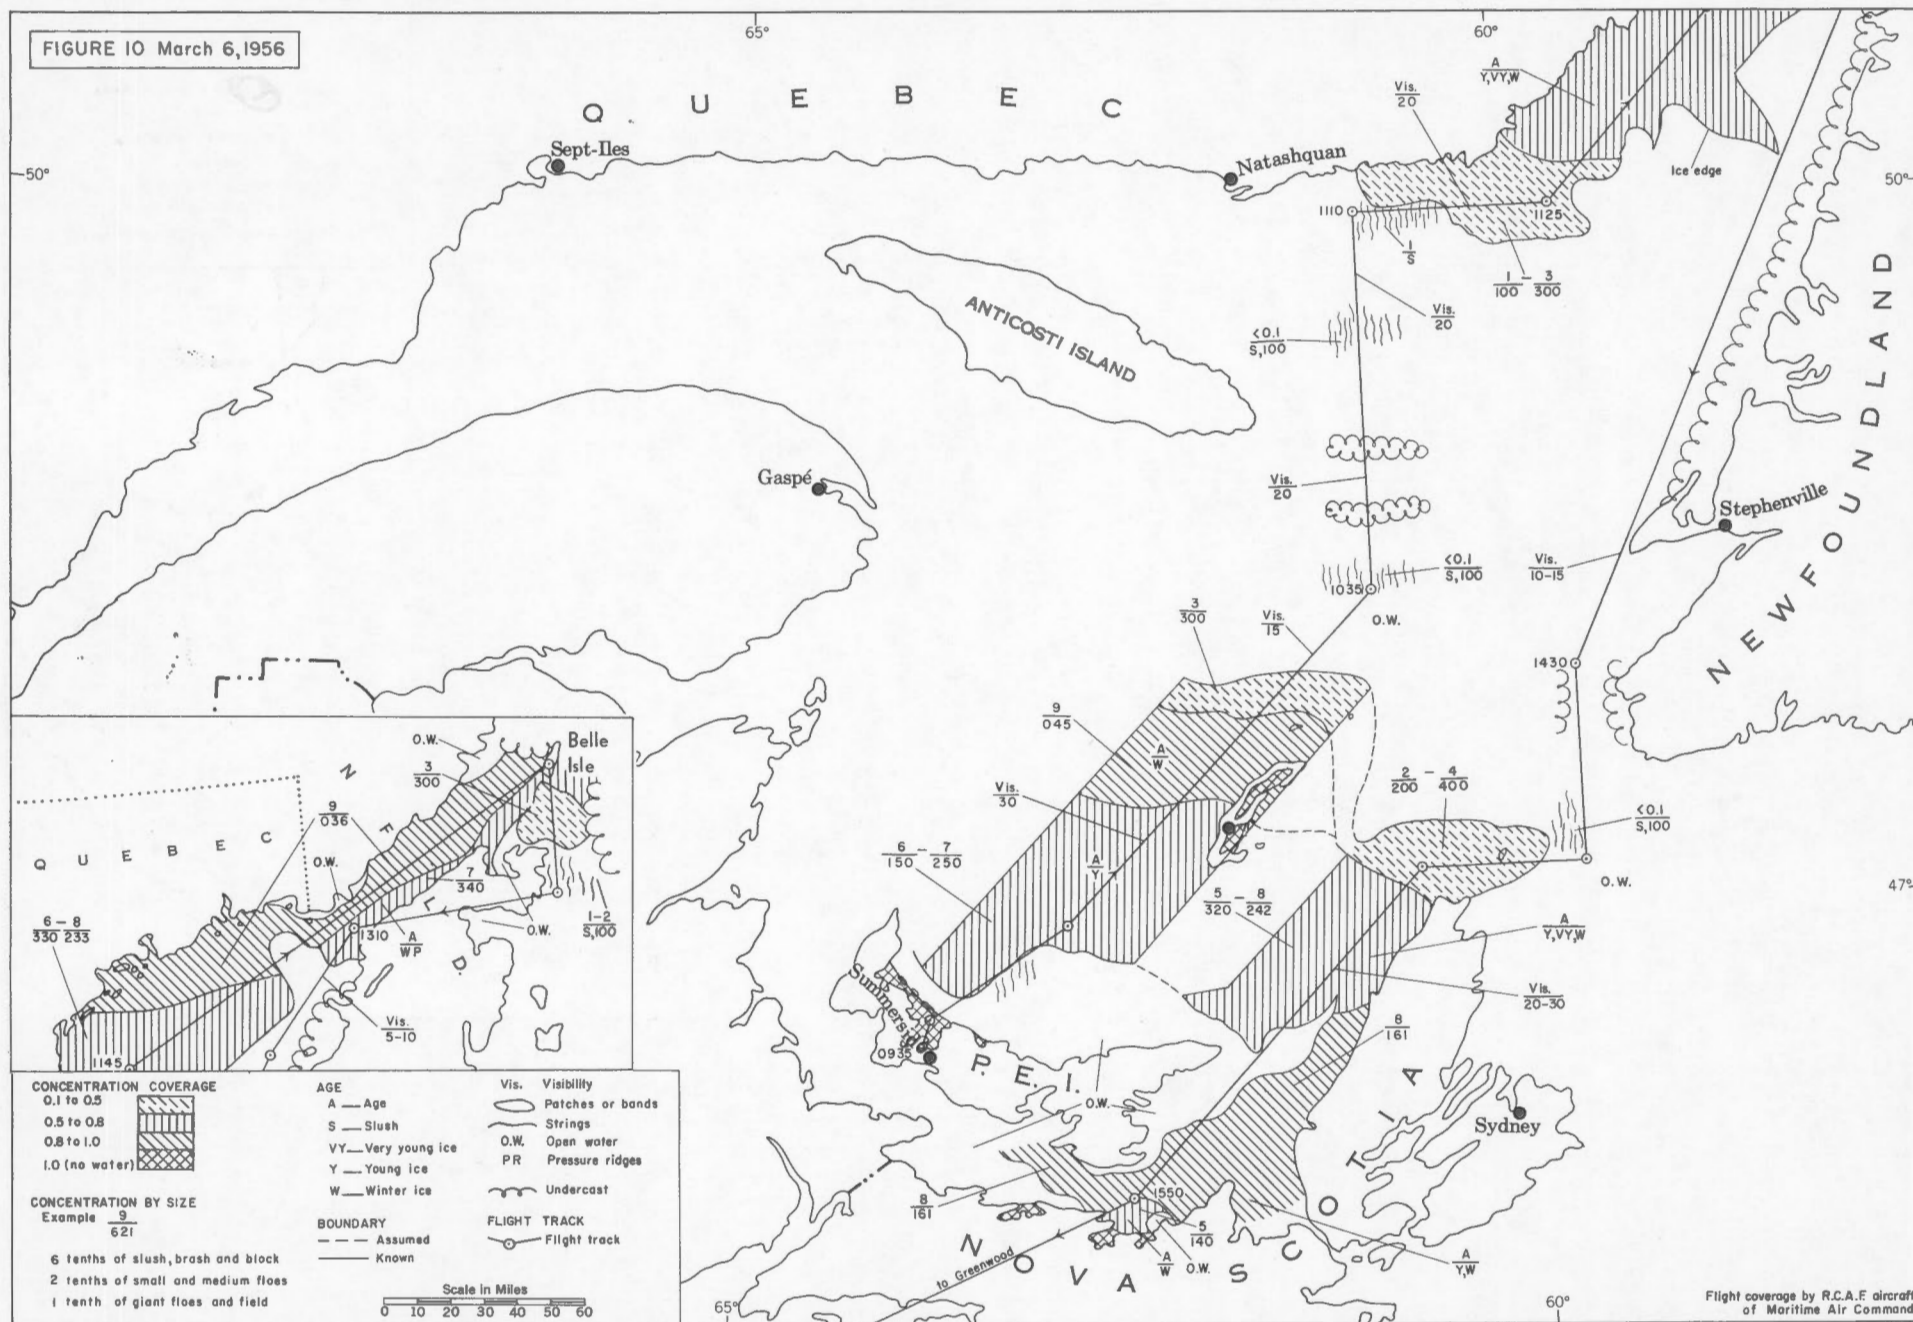 FIGURE 10 March 6, 1956
65°
60°
QUEBEC
A
Y,VY,W
Vis.
20
Sept-Iles
Natashquan
Ice edge
50°
50°
1110
1125
1
S
1 – 3
100 300
Vis.
20
<0.1
S,100
ANTICOSTI ISLAND
NEWFOUNDLAND
Gaspé
Vis.
20
Stephenville
Vis.
10-15
<0.1
S,100
1035
O.W.
3
300
Vis.
15
1430
9
045
A
W
Vis.
30
2 – 4
200 400
<0.1
S,100
6 – 7
150 250
A
Y
5 – 8
320 242
O.W.
47°
A
Y,VY,W
Vis.
20-30
8
161
Summerside
0935
P. E. I.
O.W.
Sydney
NOVA SCOTIA
8
161
1550
5
140
A
W
O.W.
A
Y,W
to Greenwood
65°
60°
Flight coverage by R.C.A.F. aircraft
of Maritime Air Command
O.W.
Belle
Isle
3
300
N F L D.
9
036
QUEBEC
O.W.
7
340
6 – 8
330 233
1310
A
WP
O.W.
1-2
S,100
Vis.
5-10
1145
CONCENTRATION COVERAGE
0.1 to 0.5
0.5 to 0.8
0.8 to 1.0
1.0 (no water)
CONCENTRATION BY SIZE
Example 9
621
6 tenths of slush, brash and block
2 tenths of small and medium floes
1 tenth of giant floes and field
AGE
A — Age
S — Slush
VY — Very young ice
Y — Young ice
W — Winter ice
BOUNDARY
Assumed
Known
Vis. Visibility
Patches or bands
Strings
O.W. Open water
PR Pressure ridges
Undercast
FLIGHT TRACK
Flight track
Scale in Miles
0 10 20 30 40 50 60